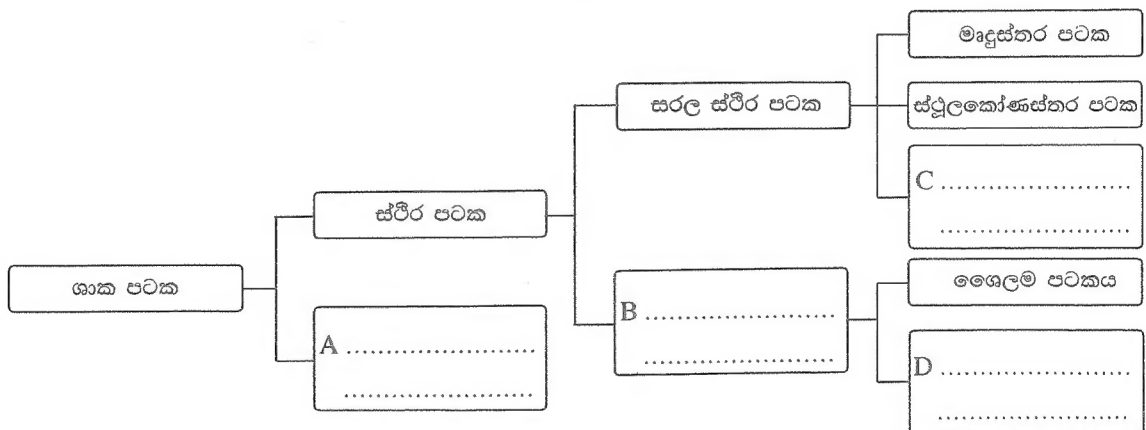 මෘදුස්තර පටක
සරල ස්ථිර පටක
ස්ථූලකෝණස්තර පටක
C ..........................
..........................
ස්ථිර පටක
ශාක පටක
ශෛලම පටකය
B ..........................
..........................
A ..........................
..........................
D ..........................
..........................